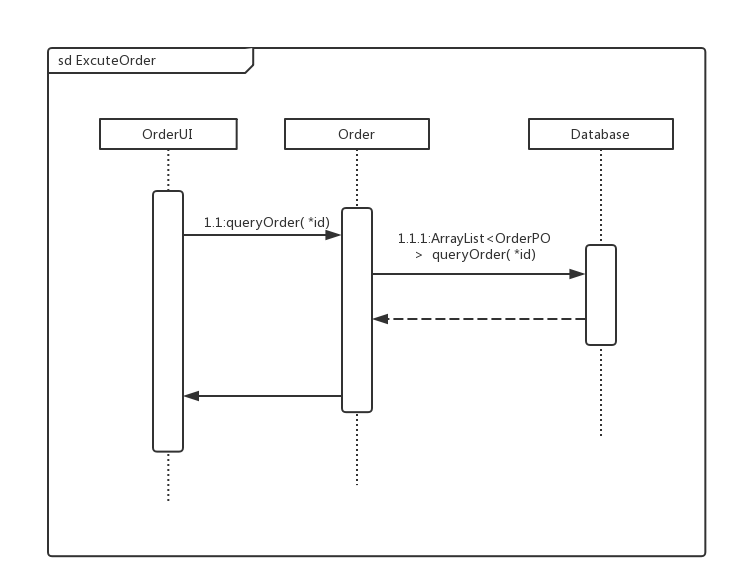 sd ExcuteOrder
OrderUI
Order
Database
1.1:queryOrder( *id)
1.1.1:ArrayList<OrderPO
> queryOrder( *id)